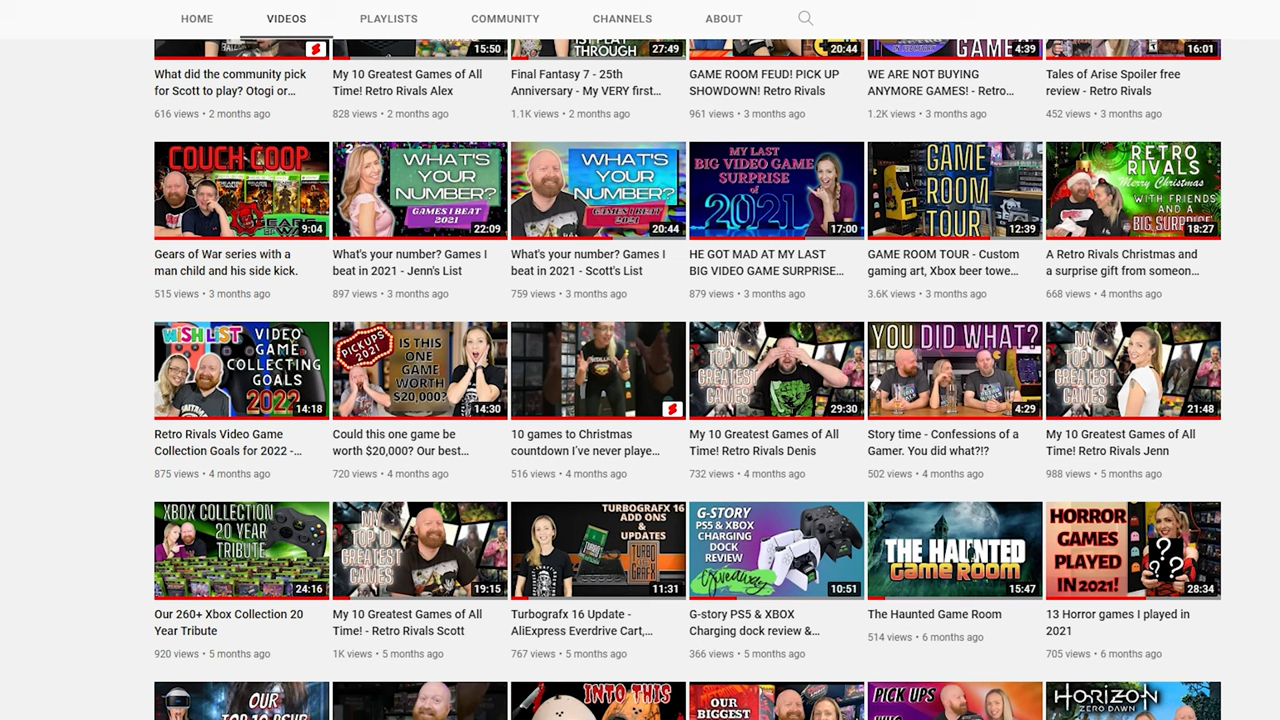 HOME VIDEOS PLAYLISTS COMMUNITY CHANNELS ABOUT
15:50
THROUGH
27:49
20:44
GAME
4:39
16:01
What did the community pick
for Scott to play? Otogi or...
616 views • 2 months ago
My 10 Greatest Games of All
Time! Retro Rivals Alex
828 views • 2 months ago
Final Fantasy 7 - 25th
Anniversary - My VERY first...
1.1K views • 2 months ago
GAME ROOM FEUD! PICK UP
SHOWDOWN! Retro Rivals
961 views • 3 months ago
WE ARE NOT BUYING
ANYMORE GAMES! - Retro...
1.2K views • 3 months ago
Tales of Arise Spoiler free
review - Retro Rivals
452 views • 3 months ago
COUCH COOP
GEARS
9:04
WHAT'S
YOUR
NUMBER?
GAMES I BEAT
2021
22:09
WHAT'S
YOUR
NUMBER?
GAMES I BEAT
2021
20:44
MY LAST
BIG VIDEO GAME
SURPRISE
of
2021
17:00
GAME
ROOM
TOUR
12:39
RETRO
RIVALS
Merry Christmas
WITH FRIENDS
AND A
BIG SURPRISE
18:27
Gears of War series with a
man child and his side kick.
515 views • 3 months ago
What's your number? Games I
beat in 2021 - Jenn's List
897 views • 3 months ago
What's your number? Games I
beat in 2021 - Scott's List
759 views • 3 months ago
HE GOT MAD AT MY LAST
BIG VIDEO GAME SURPRISE...
879 views • 3 months ago
GAME ROOM TOUR - Custom
gaming art, Xbox beer towe...
3.6K views • 3 months ago
A Retro Rivals Christmas and
a surprise gift from someon...
668 views • 4 months ago
WISH LIST
VIDEO
GAME
COLLECTING
GOALS
2022
14:18
PICKUPS
2021
IS THIS
ONE
GAME
WORTH
$20,000?
14:30
MY
TOP 10
GREATEST
GAMES
29:30
YOU DID WHAT?
4:29
MY
TOP 10
GREATEST
GAMES
21:48
Retro Rivals Video Game
Collection Goals for 2022 -...
875 views • 4 months ago
Could this one game be
worth $20,000? Our best...
720 views • 4 months ago
10 games to Christmas
countdown I've never playe...
516 views • 4 months ago
My 10 Greatest Games of All
Time! Retro Rivals Denis
732 views • 4 months ago
Story time - Confessions of a
Gamer. You did what?!?
502 views • 4 months ago
My 10 Greatest Games of All
Time! Retro Rivals Jenn
988 views • 5 months ago
XBOX COLLECTION
20 YEAR
TRIBUTE
24:16
MY
TOP 10
GREATEST
GAMES
19:15
TURBOGRAFX 16
ADD ONS
&
UPDATES
TURBO
GRAFX
11:31
G-STORY
PS5 & XBOX
CHARGING
DOCK
REVIEW
Giveaway
10:51
THE HAUNTED
GAME ROOM
15:47
HORROR
GAMES
PLAYED
IN 2021!
???
28:34
Our 260+ Xbox Collection 20
Year Tribute
920 views • 5 months ago
My 10 Greatest Games of All
Time! - Retro Rivals Scott
1K views • 5 months ago
Turbografx 16 Update -
AliExpress Everdrive Cart,...
767 views • 5 months ago
G-story PS5 & XBOX
Charging dock review &...
366 views • 5 months ago
The Haunted Game Room
514 views • 6 months ago
13 Horror games I played in
2021
705 views • 6 months ago
OUR
TOP 10 PSVR
INTO THIS
OUR
BIGGEST
PICK UPS
HORIZON
ZERO DAWN